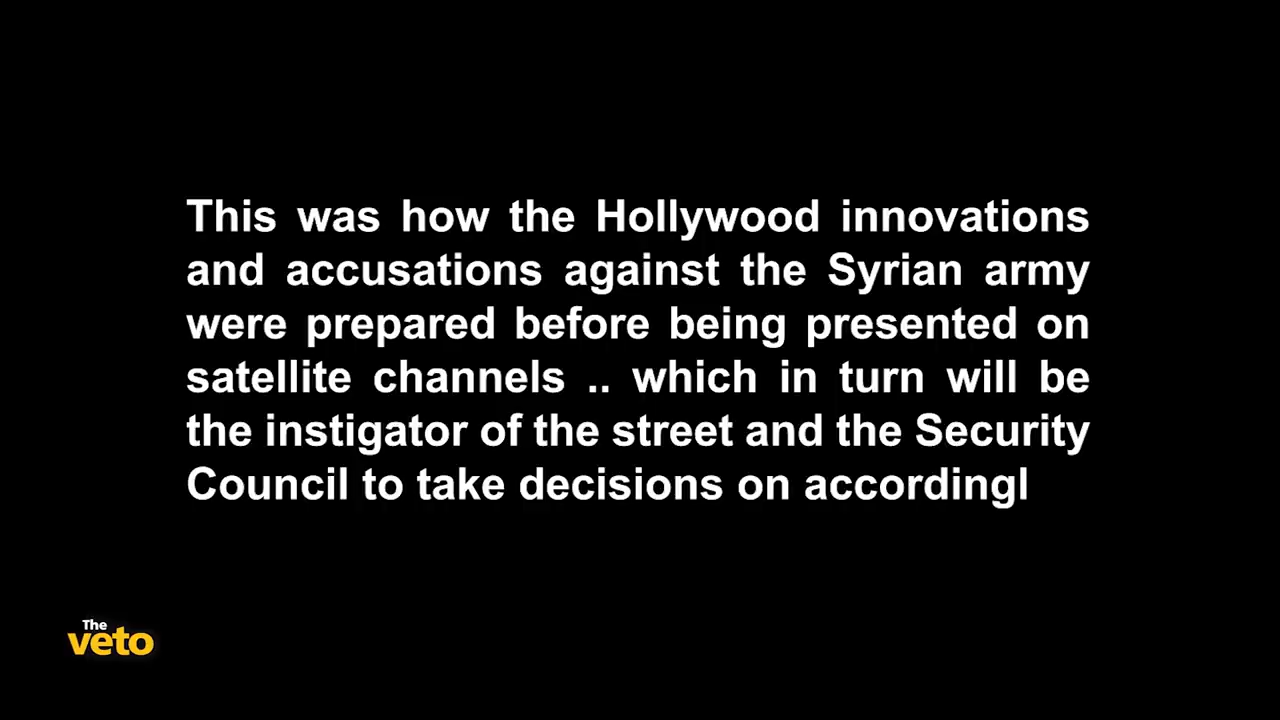 This was how the Hollywood innovations
and accusations against the Syrian army
were prepared before being presented on
satellite channels .. which in turn will be
the instigator of the street and the Security
Council to take decisions on accordingl
The
veto